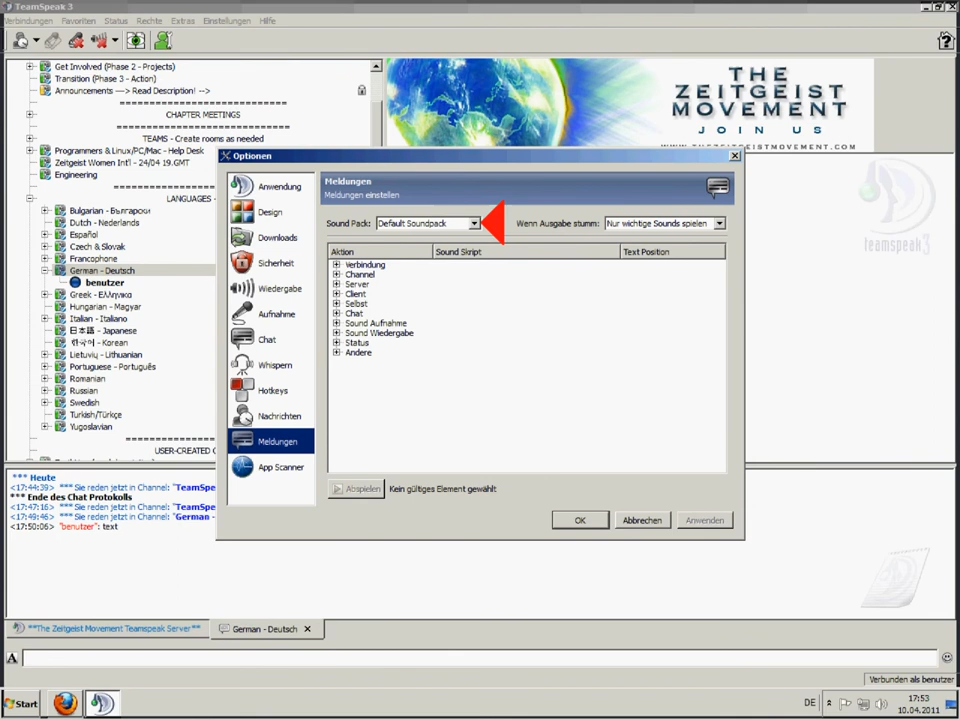 TeamSpeak 3
Verbindungen Favoriten Status Rechte Extras Einstellungen Hilfe
Get Involved (Phase 2 - Projects)
Transition (Phase 3 - Action)
Announcements ---> Read Description! -->
============================
CHAPTER MEETINGS
============================
TEAMS - Create rooms as needed
Programmers & Linux/PC/Mac - Help Desk
Zeitgeist Women Int'l - 24/04 19.GMT
Engineering
THE
ZEITGEIST
MOVEMENT
JOIN US
WWW.THEZEITGEISTMOVEMENT.COM
LANGUAGES -
Bulgarian - Български
Dutch - Nederlands
Español
Czech & Slovak
Francophone
German - Deutsch
benutzer
Greek - Ελληνικα
Hungarian - Magyar
Italian - Italiano
日本語 - Japanese
한국어 - Korean
Lietuvių - Lithuanian
Portuguese - Português
Romanian
Russian
Swedish
Turkish/Türkçe
Yugoslavian
USER-CREATED
teamspeak3
Optionen
Anwendung
Design
Downloads
Sicherheit
Wiedergabe
Aufnahme
Chat
Whispern
Hotkeys
Nachrichten
Meldungen
App Scanner
Meldungen
Meldungen einstellen
Sound Pack: Default Soundpack Wenn Ausgabe stumm: Nur wichtige Sounds spielen
Aktion Sound Skript Text Position
Verbindung
Channel
Server
Client
Selbst
Chat
Sound Aufnahme
Sound Wiedergabe
Status
Andere
Abspielen Kein gültiges Element gewählt
OK Abbrechen Anwenden
*** Heute
<17:44:39> *** Sie reden jetzt in Channel: "TeamSpe
*** Ende des Chat Protokolls
<17:47:16> *** Sie reden jetzt in Channel: "TeamSpe
<17:49:46> *** Sie reden jetzt in Channel: "German -
<17:50:06> "benutzer": text
**The Zeitgeist Movement Teamspeak Server** German - Deutsch
A
Verbunden als benutzer
Start DE 17:53
10.04.2011